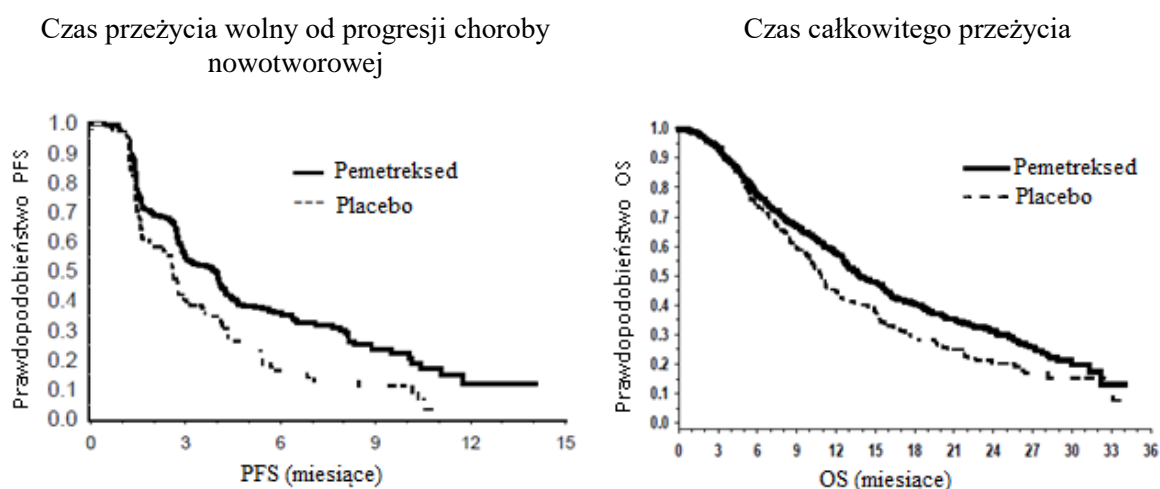 Czas przeżycia wolny od progresji choroby
nowotworowej
Prawdopodobieństwo PFS
1.0
0.9
0.8
0.7
0.6
0.5
0.4
0.3
0.2
0.1
0.0
Pemetreksed
Placebo
0 3 6 9 12 15
PFS (miesiące)
Czas całkowitego przeżycia
Prawdopodobieństwo OS
1.0
0.9
0.8
0.7
0.6
0.5
0.4
0.3
0.2
0.1
0.0
Pemetreksed
Placebo
0 3 6 9 12 15 18 21 24 27 30 33 36
OS (miesiące)